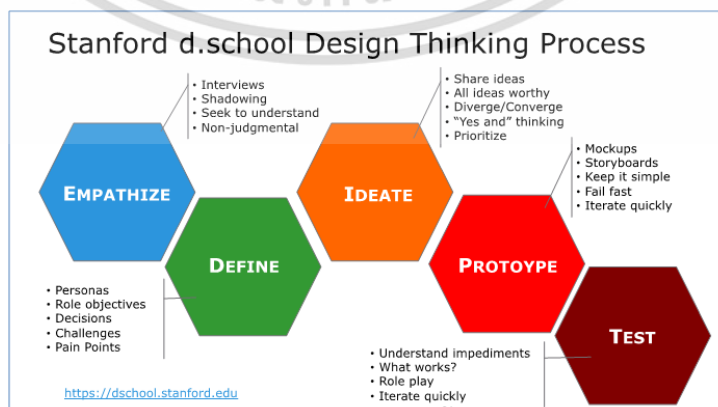 Stanford d.school Design Thinking Process
• Interviews
• Shadowing
• Seek to understand
• Non-judgmental
• Share ideas
• All ideas worthy
• Diverge/Converge
• "Yes and" thinking
• Prioritize
• Mockups
• Storyboards
• Keep it simple
• Fail fast
• Iterate quickly
EMPATHIZE
IDEATE
DEFINE
PROTOYPE
TEST
• Personas
• Role objectives
• Decisions
• Challenges
• Pain Points
• Understand impediments
• What works?
• Role play
• Iterate quickly
https://dschool.stanford.edu